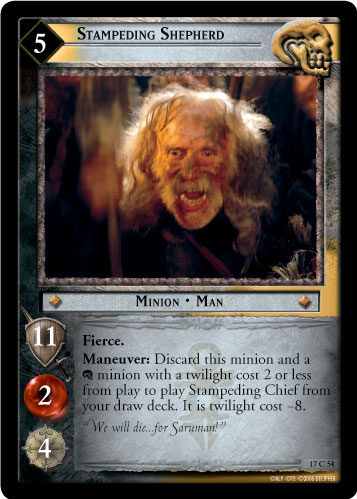 5
STAMPEDING SHEPHERD
MINION • MAN
11
2
4
Fierce.
Maneuver: Discard this minion and a
minion with a twilight cost 2 or less
from play to play Stampeding Chief from
your draw deck. It is twilight cost –8.
"We will die...for Saruman!"
17 C 54